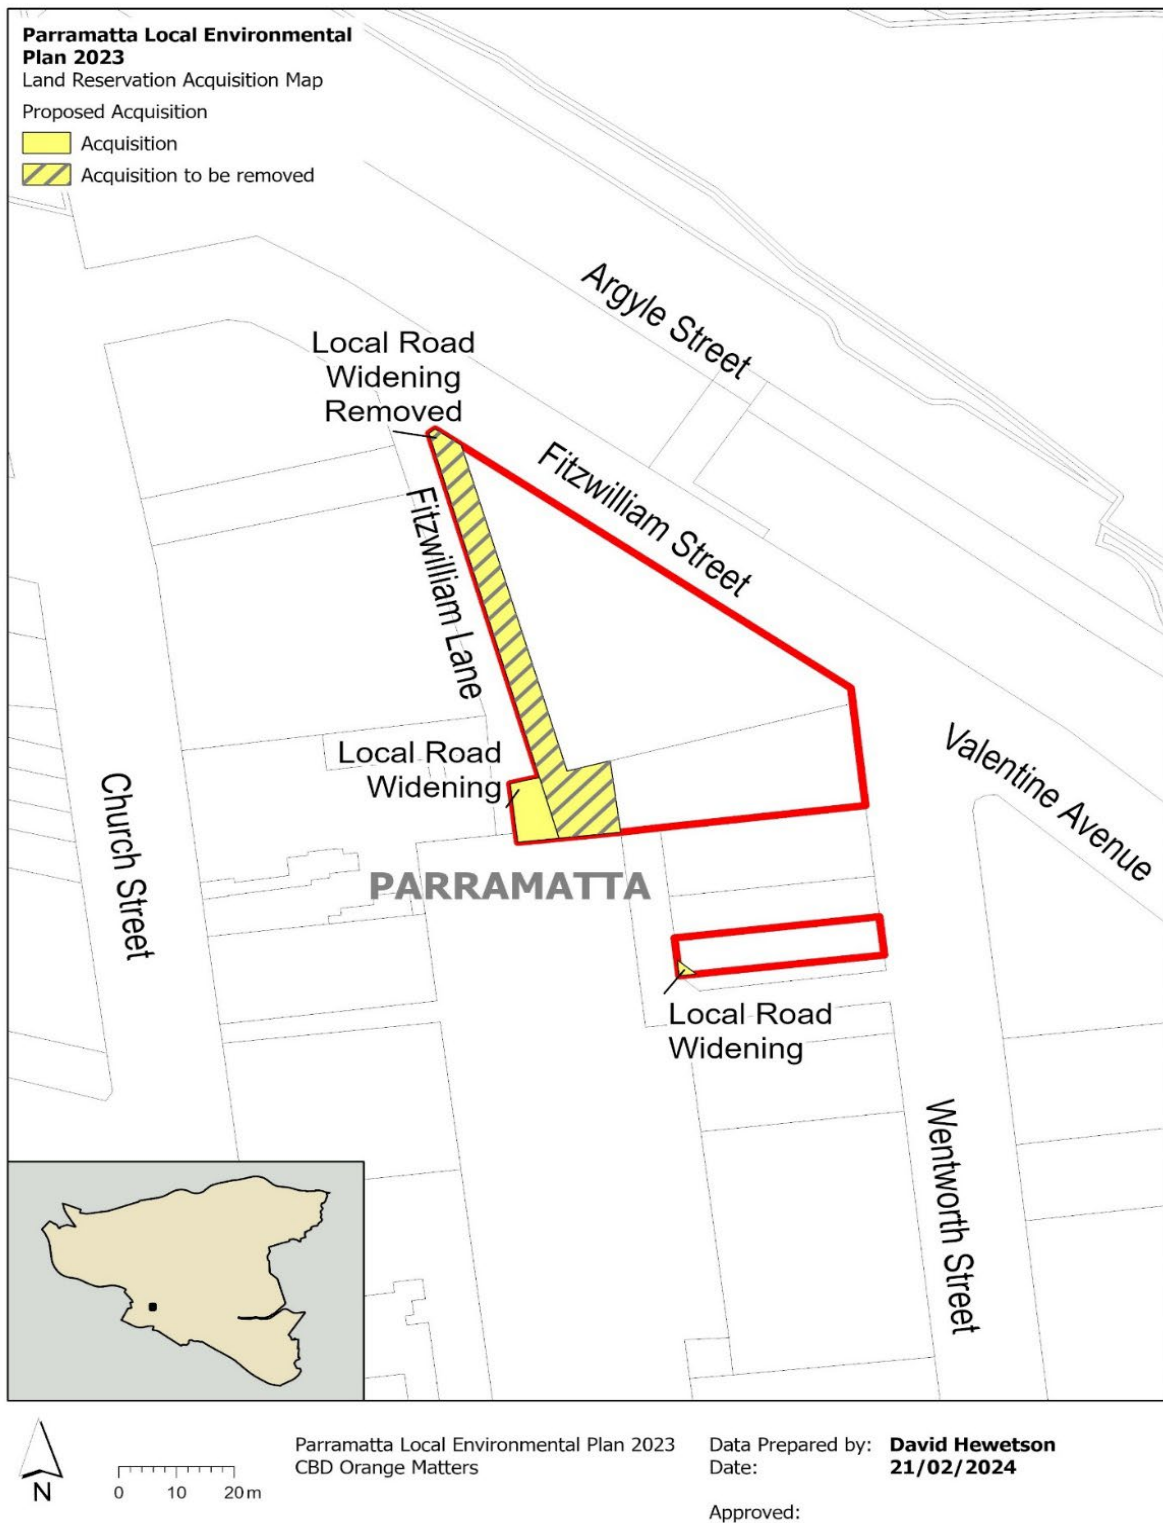 Parramatta Local Environmental
Plan 2023
Land Reservation Acquisition Map
Proposed Acquisition
Acquisition
Acquisition to be removed
Argyle Street
Local Road
Widening
Removed
Fitzwilliam Street
Fitzwilliam Lane
Local Road
Widening
Valentine Avenue
Church Street
PARRAMATTA
Local Road
Widening
Wentworth Street
N
0 10 20 m
Parramatta Local Environmental Plan 2023
CBD Orange Matters
Data Prepared by: David Hewetson
Date: 21/02/2024
Approved: